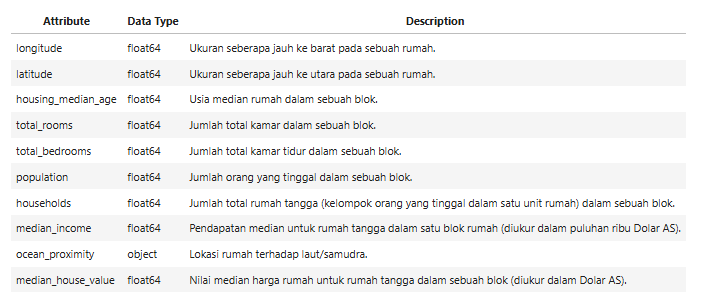 Attribute Data Type Description
longitude float64 Ukuran seberapa jauh ke barat pada sebuah rumah.
latitude float64 Ukuran seberapa jauh ke utara pada sebuah rumah.
housing_median_age float64 Usia median rumah dalam sebuah blok.
total_rooms float64 Jumlah total kamar dalam sebuah blok.
total_bedrooms float64 Jumlah total kamar tidur dalam sebuah blok.
population float64 Jumlah orang yang tinggal dalam sebuah blok.
households float64 Jumlah total rumah tangga (kelompok orang yang tinggal dalam satu unit rumah) dalam sebuah blok.
median_income float64 Pendapatan median untuk rumah tangga dalam satu blok rumah (diukur dalam puluhan ribu Dolar AS).
ocean_proximity object Lokasi rumah terhadap laut/samudra.
median_house_value float64 Nilai median harga rumah untuk rumah tangga dalam sebuah blok (diukur dalam Dolar AS).